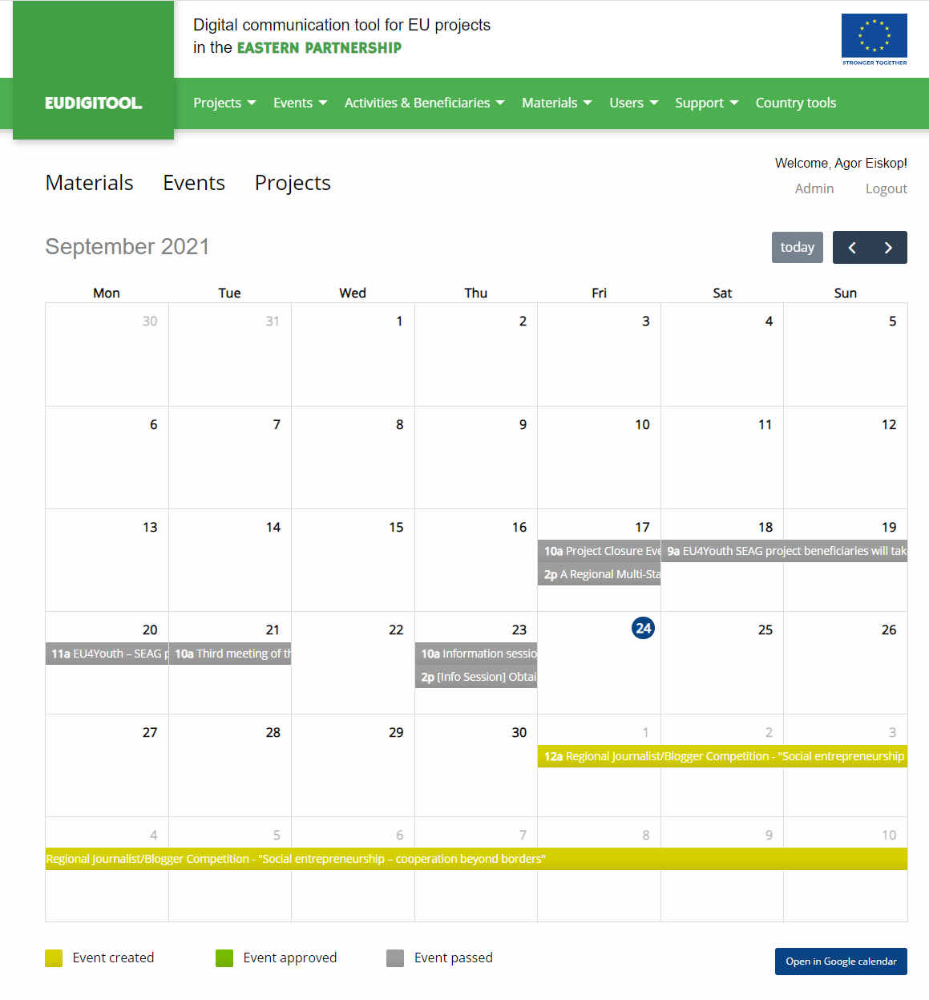 Digital communication tool for EU projects
in the EASTERN PARTNERSHIP
STRONGER TOGETHER
EUDIGITOOL.
Projects Events Activities & Beneficiaries Materials Users Support Country tools
Welcome, Agor Eiskop!
Materials Events Projects
Admin Logout
September 2021
today
Mon Tue Wed Thu Fri Sat Sun
30 31 1 2 3 4 5
6 7 8 9 10 11 12
13 14 15 16 17 18 19
10a Project Closure Eve 9a EU4Youth SEAG project beneficiaries will tak
2p A Regional Multi-Sta
20 21 22 23 24 25 26
11a EU4Youth – SEAG p 10a Third meeting of th 10a Information sessio
2p [Info Session] Obtai
27 28 29 30 1 2 3
12a Regional Journalist/Blogger Competition - "Social entrepreneurship
4 5 6 7 8 9 10
Regional Journalist/Blogger Competition - "Social entrepreneurship – cooperation beyond borders"
Event created Event approved Event passed
Open in Google calendar